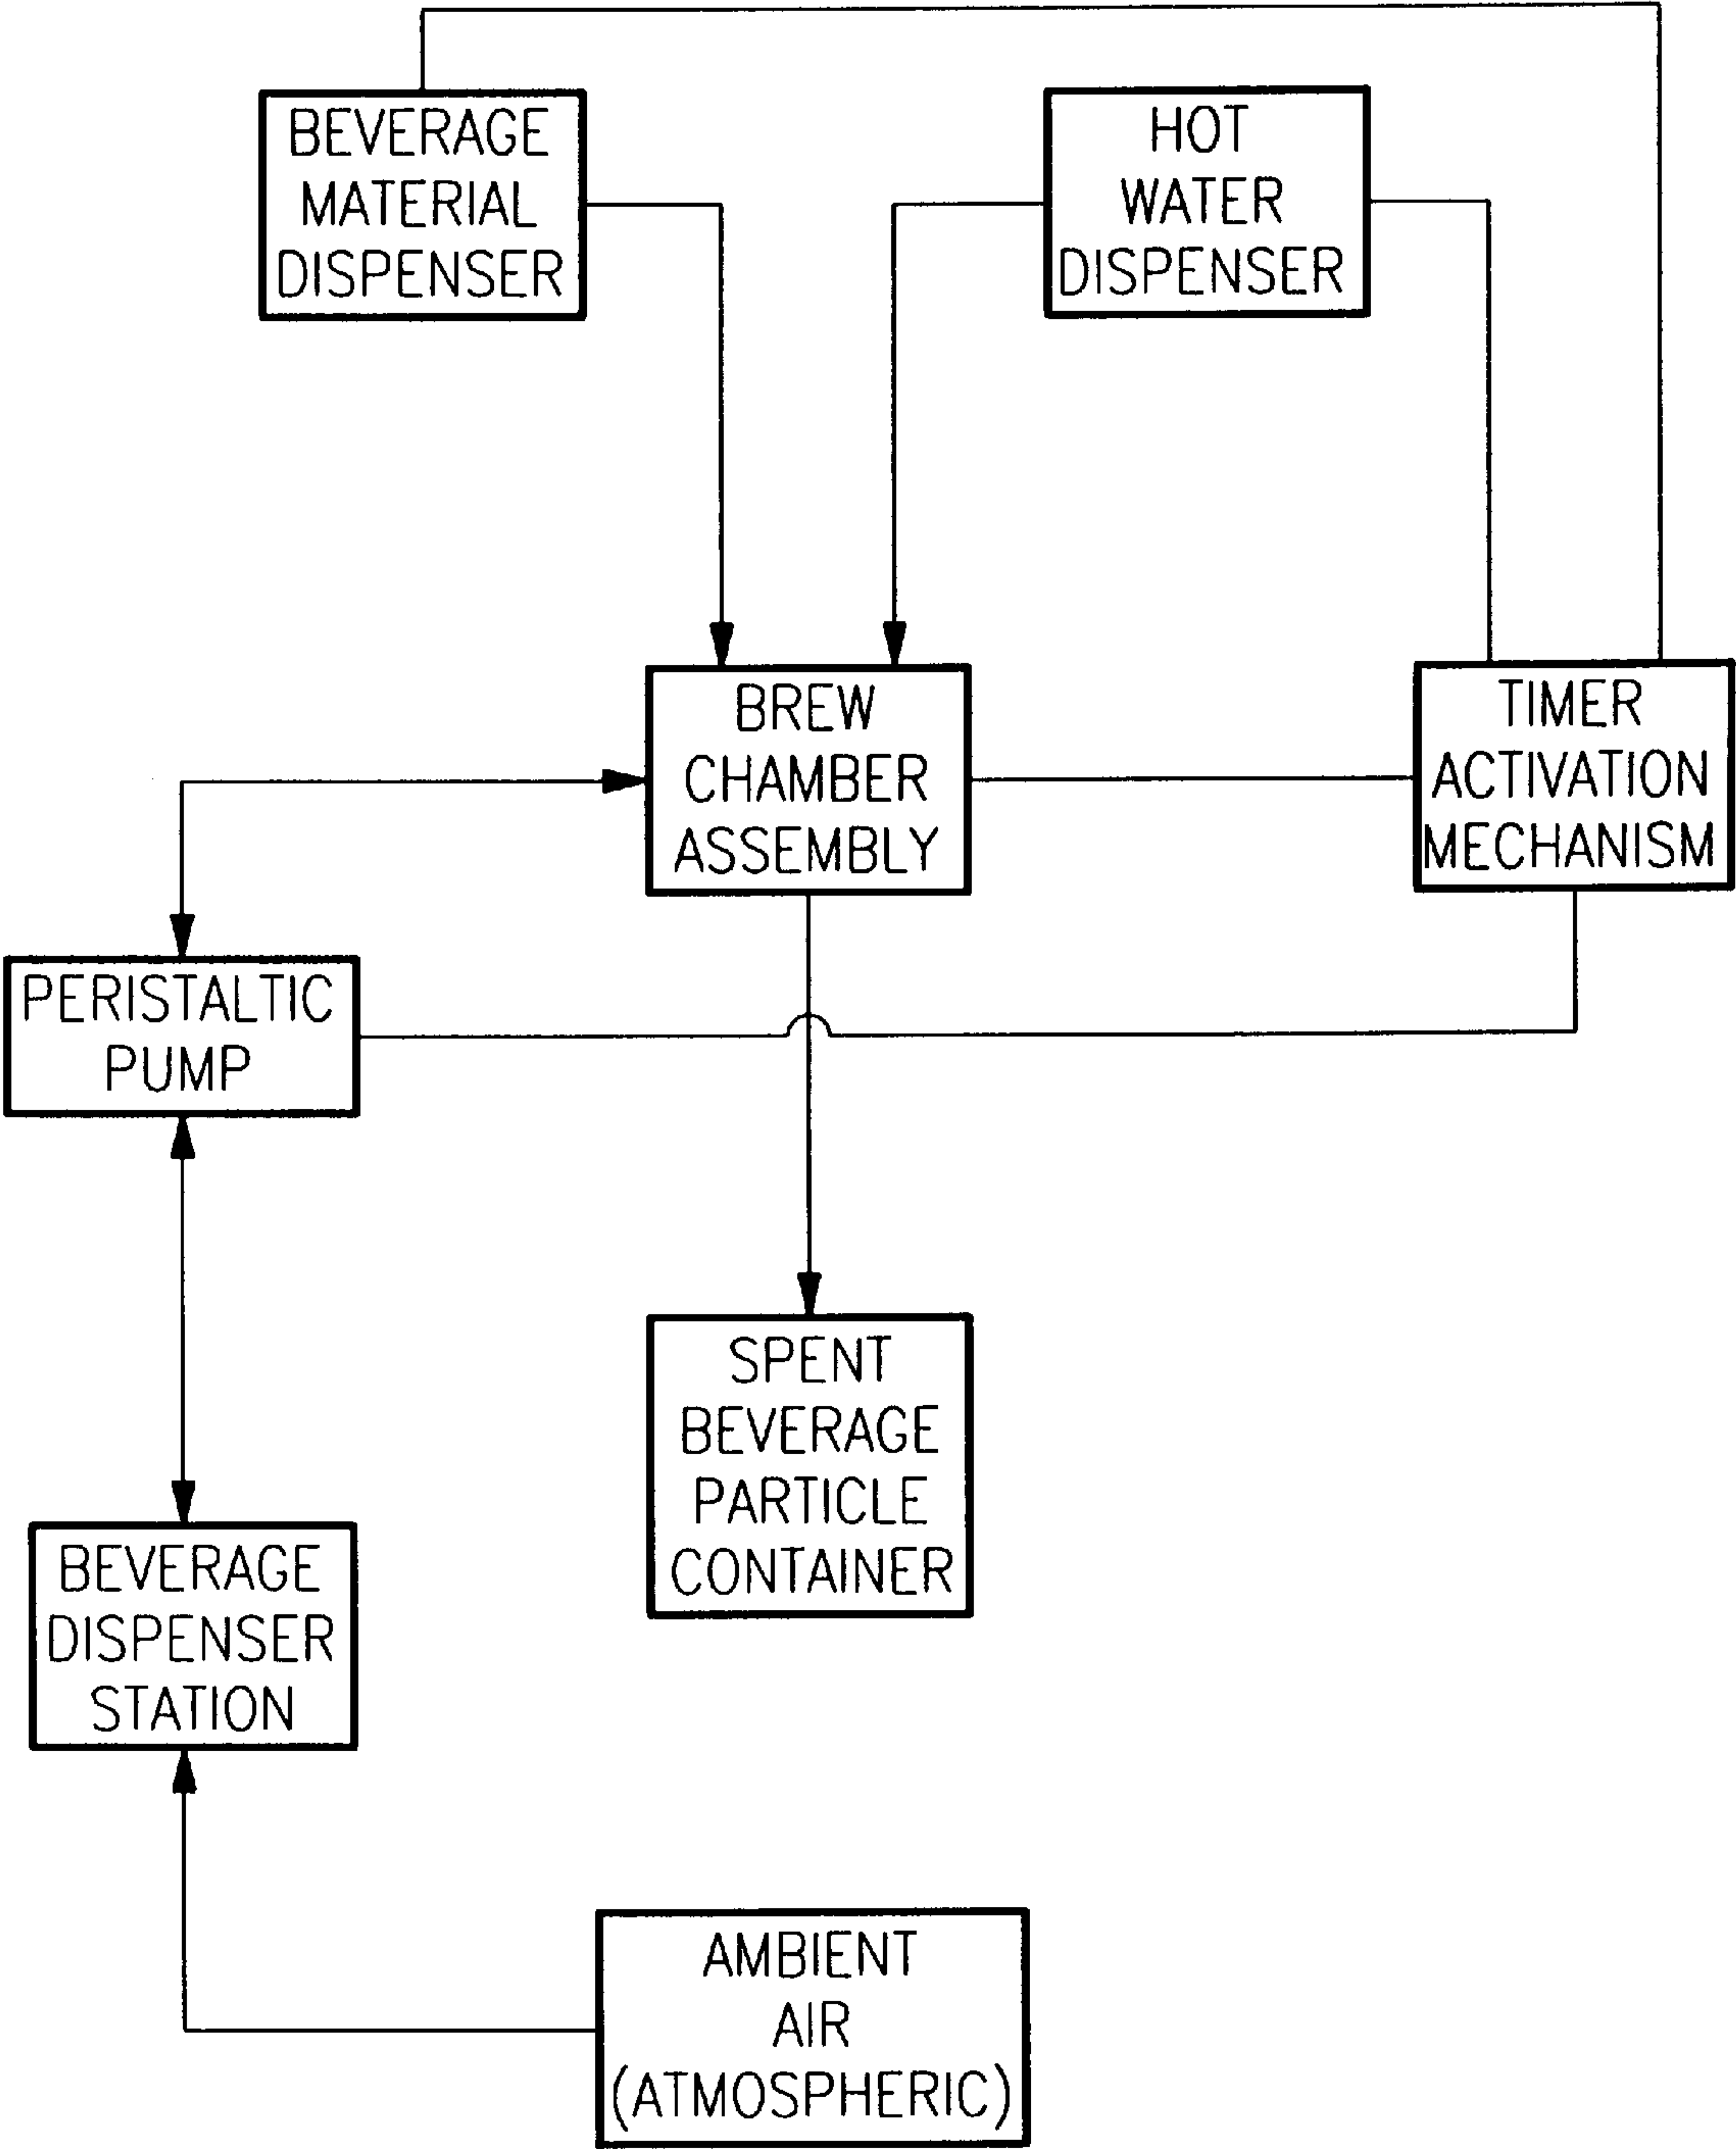 BEVERAGE
MATERIAL
DISPENSER
HOT
WATER
DISPENSER
BREW
CHAMBER
ASSEMBLY
TIMER
ACTIVATION
MECHANISM
PERISTALTIC
PUMP
SPENT
BEVERAGE
PARTICLE
CONTAINER
BEVERAGE
DISPENSER
STATION
AMBIENT
AIR
(ATMOSPHERIC)